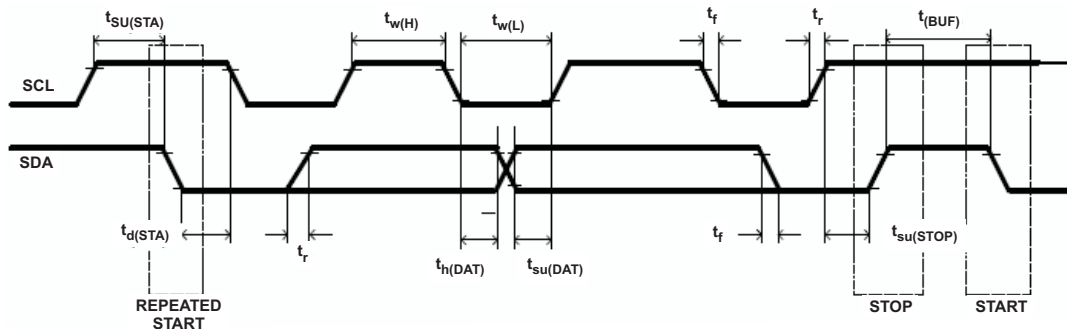 tSU(STA)
tw(H)
tw(L)
tf
tr
t(BUF)
SCL
SDA
td(STA)
tr
th(DAT)
tsu(DAT)
tf
tsu(STOP)
REPEATED
START
STOP
START